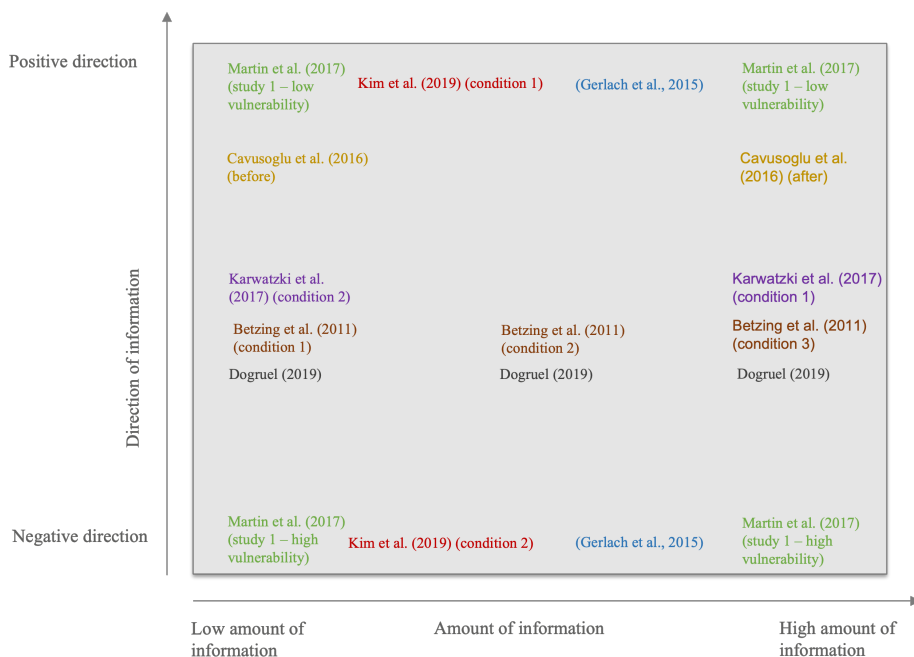 Positive direction
Martin et al. (2017)
(study 1 – low
vulnerability)
Kim et al. (2019) (condition 1)
(Gerlach et al., 2015)
Martin et al. (2017)
(study 1 – low
vulnerability)
Cavusoglu et al. (2016)
(before)
Cavusoglu et al.
(2016) (after)
Direction of information
Karwatzki et al.
(2017) (condition 2)
Karwatzki et al. (2017)
(condition 1)
Betzing et al. (2011)
(condition 1)
Betzing et al. (2011)
(condition 2)
Betzing et al. (2011)
(condition 3)
Dogruel (2019)
Dogruel (2019)
Dogruel (2019)
Negative direction
Martin et al. (2017)
(study 1 – high
vulnerability)
Kim et al. (2019) (condition 2)
(Gerlach et al., 2015)
Martin et al. (2017)
(study 1 – high
vulnerability)
Low amount of
information
Amount of information
High amount of
information